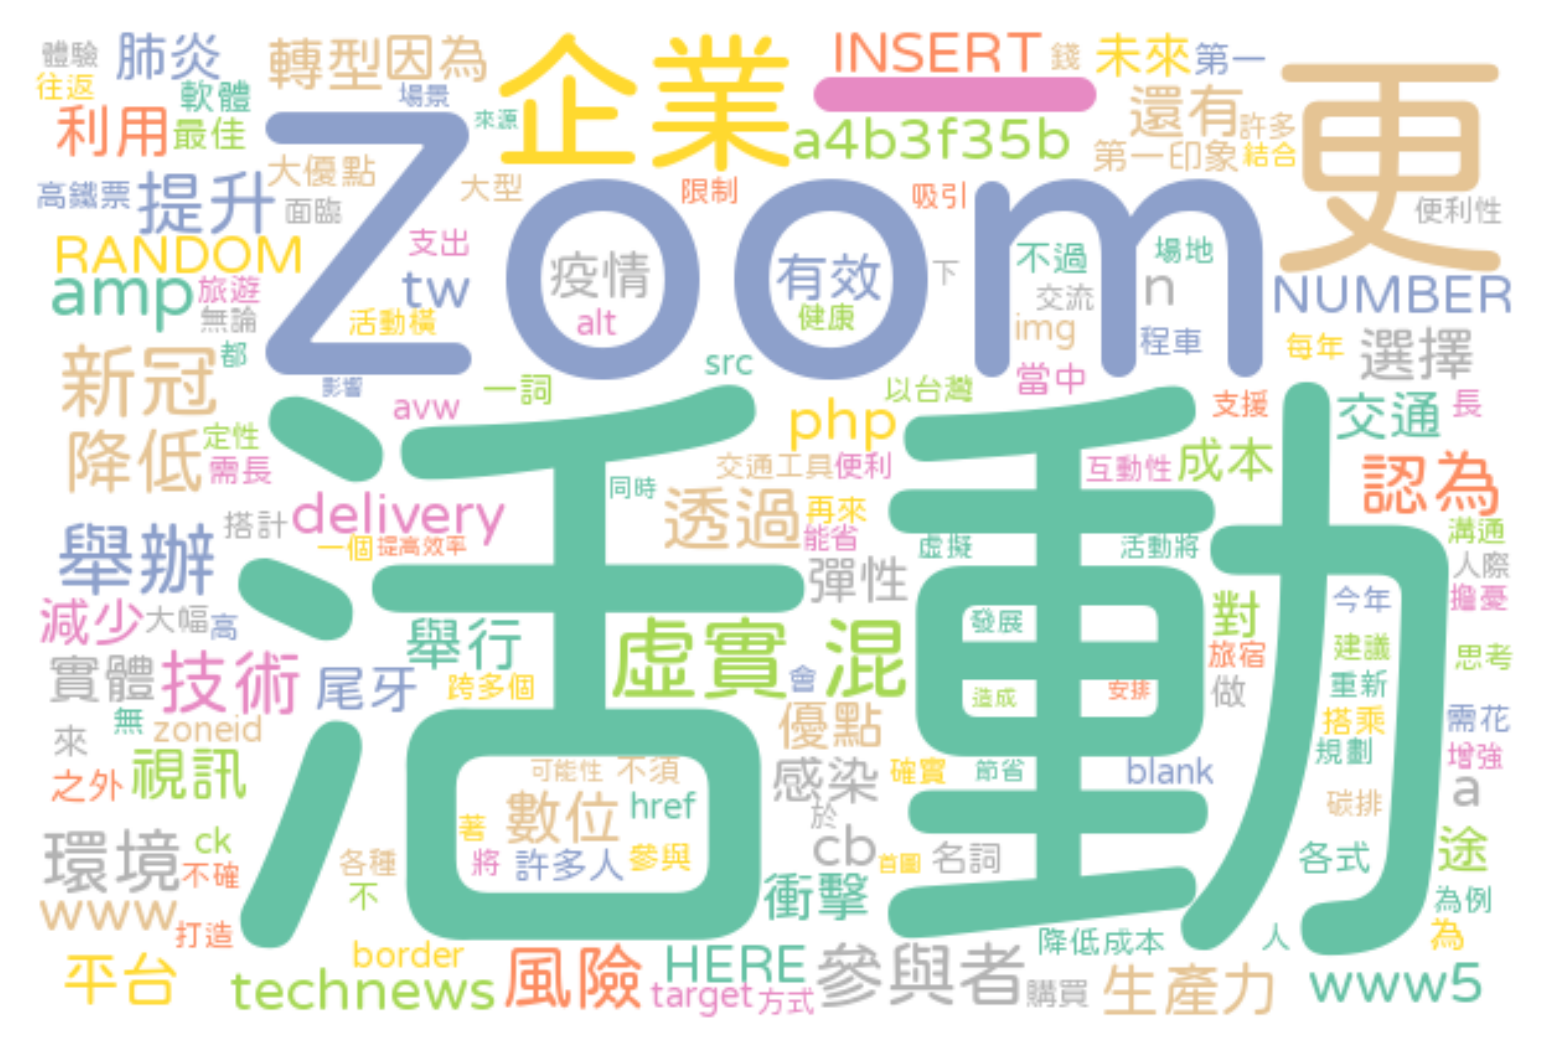 體驗
肺炎
轉型
因為
企業
INSERT
錢
未來
第一
往返
軟體
場景
一
還有
許多
更
利用
最佳
來源
a4b3f35b
第一印象
結合
高鐵票
提升
大優點
面臨
Zoom
大型
限制
吸引
便利性
RANDOM
支出
疫情
有效
下
不過
場地
amp
旅遊
tw
交流
n
NUMBER
無論
活動橫
alt
健康
img
程車
每年
選擇
新冠
都
影響
一詞
src
以台灣
當中
支援
交通
長
avw
php
活動
降低
定性
需長
交通工具
便利
互動性
成本
認為
同時
搭計
delivery
透過
再來
能省
溝通
舉辦
一個
提高效率
虛擬
活動將
人際
彈性
減少
大幅
高
今年
擔憂
舉行
虛實
混
發展
對
建議
思考
實體
技術
尾牙
跨多個
會
旅宿
重新
無
zoneid
造成
安排
做
搭乘
需花
來
優點
規劃
增強
之外
視訊
可能性
不須
感染
確實
節省
blank
數位
href
於
碳排
a
環境
ck
著
cb
途
不確
各種
將
許多人
參與
首圖
名詞
各式
www
不
衝擊
為例
打造
人
為
平台
border
風險
HERE
參與者
降低成本
technews
target
方式
購買
生產力
www5